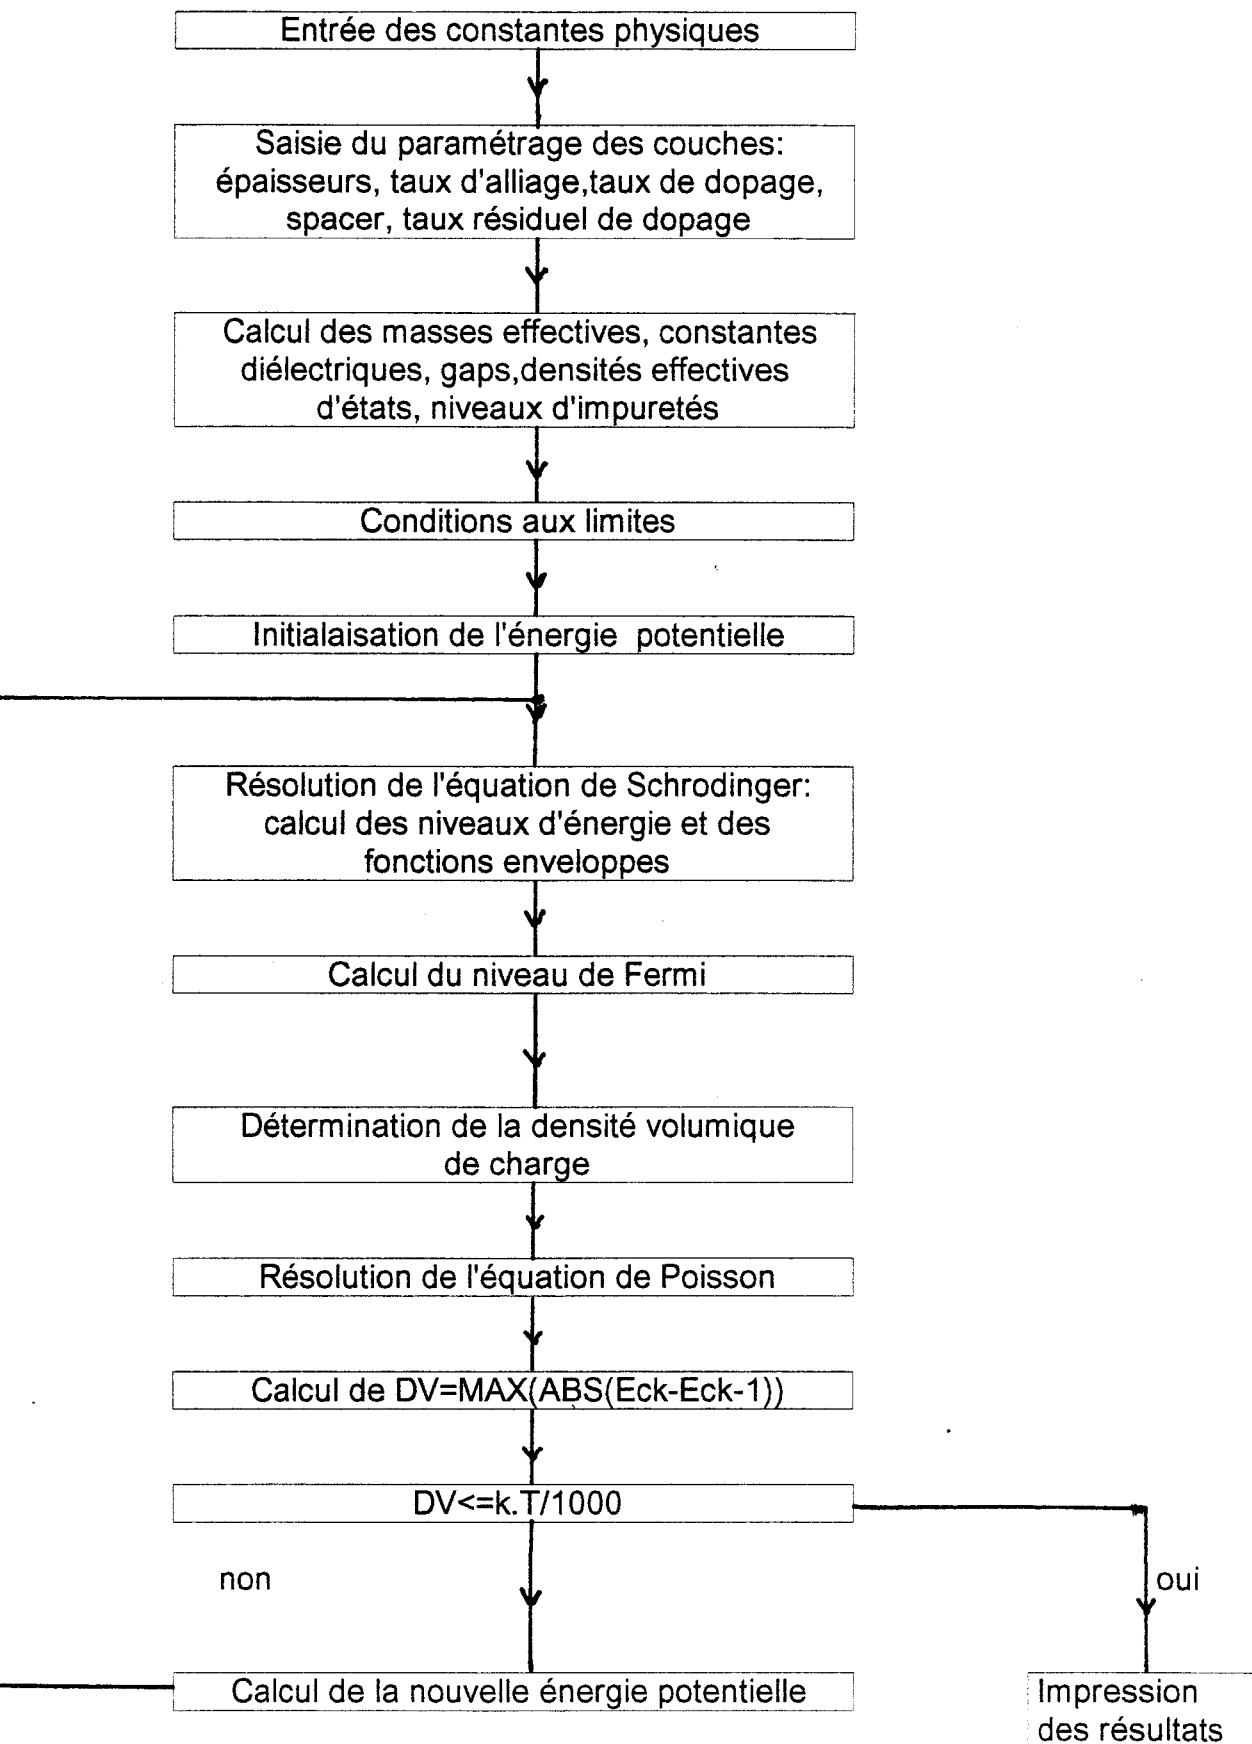 Entrée des constantes physiques
Saisie du paramétrage des couches:
épaisseurs, taux d'alliage,taux de dopage,
spacer, taux résiduel de dopage
Calcul des masses effectives, constantes
diélectriques, gaps,densités effectives
d'états, niveaux d'impuretés
Conditions aux limites
Initialaisation de l'énergie potentielle
Résolution de l'équation de Schrodinger:
calcul des niveaux d'énergie et des
fonctions enveloppes
Calcul du niveau de Fermi
Détermination de la densité volumique
de charge
Résolution de l'équation de Poisson
Calcul de DV=MAX(ABS(Eck-Eck-1))
DV<=k.T/1000
non
oui
Calcul de la nouvelle énergie potentielle
Impression
des résultats